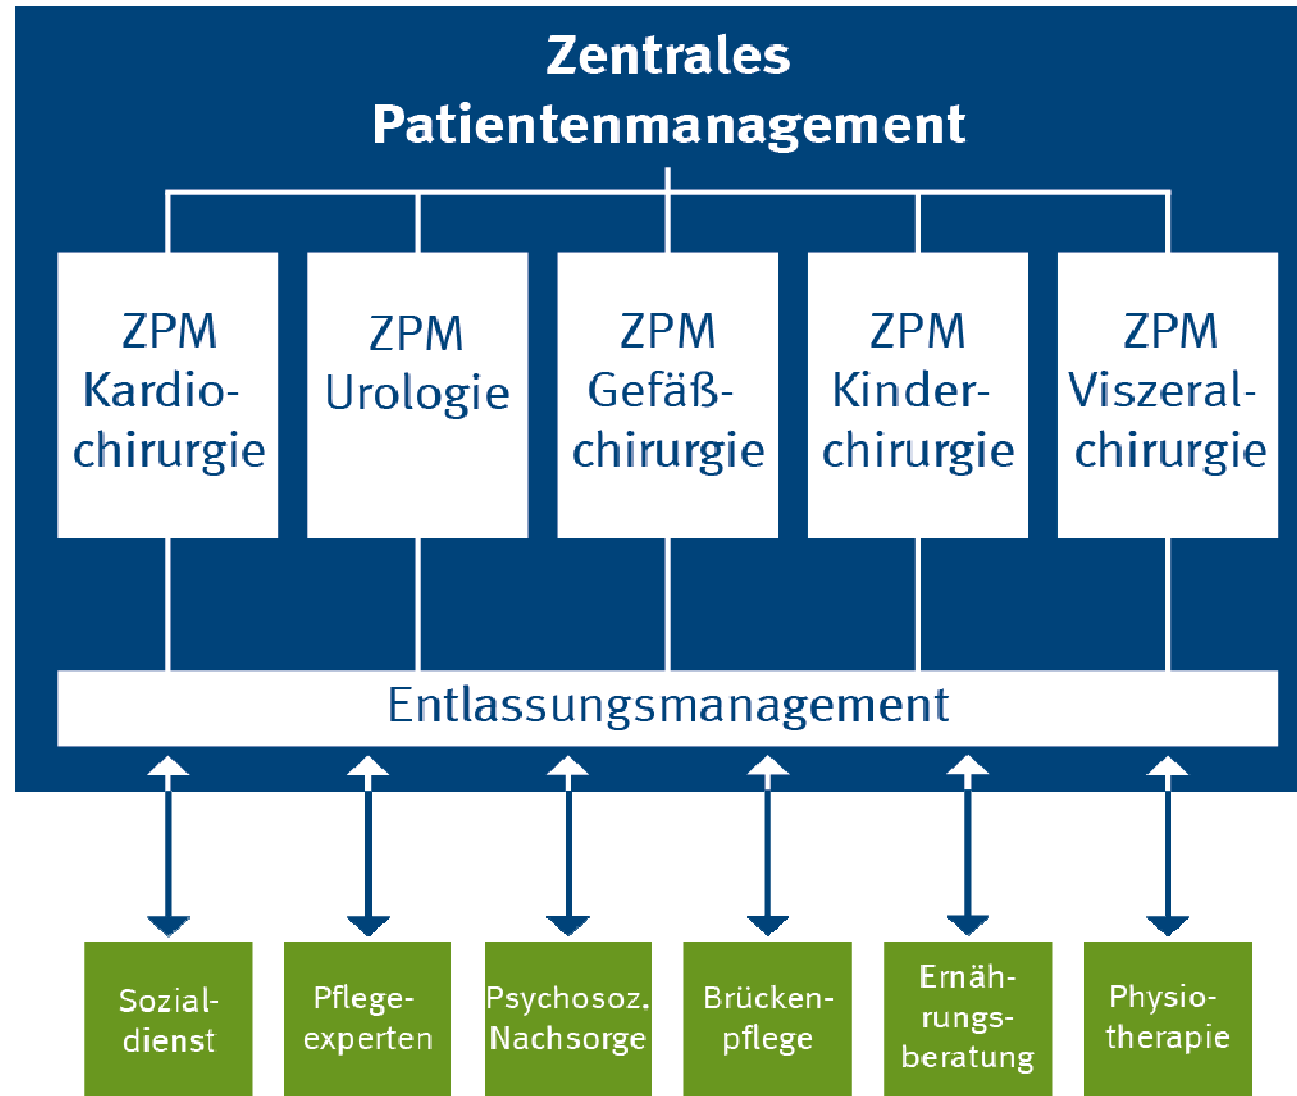 Zentrales
Patientenmanagement
ZPM
Kardio-
chirurgie
ZPM
Urologie
ZPM
Gefäß-
chirurgie
ZPM
Kinder-
chirurgie
ZPM
Viszeral-
chirurgie
Entlassungsmanagement
Sozial-
dienst
Pflege-
experten
Psychosoz.
Nachsorge
Brücken-
pflege
Ernäh-
rungs-
beratung
Physio-
therapie